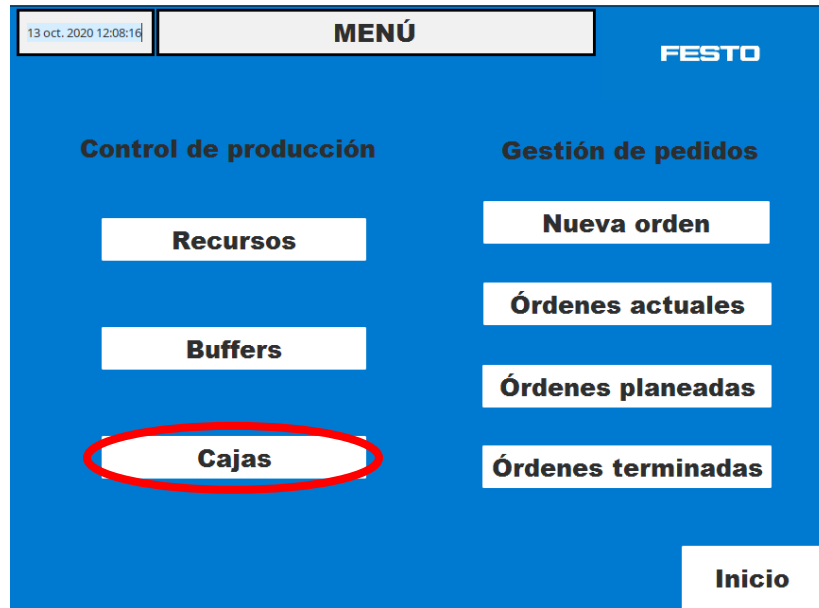 13 oct. 2020 12:08:16
MENÚ
FESTO
Control de producción
Recursos
Buffers
Cajas
Gestión de pedidos
Nueva orden
Órdenes actuales
Órdenes planeadas
Órdenes terminadas
Inicio